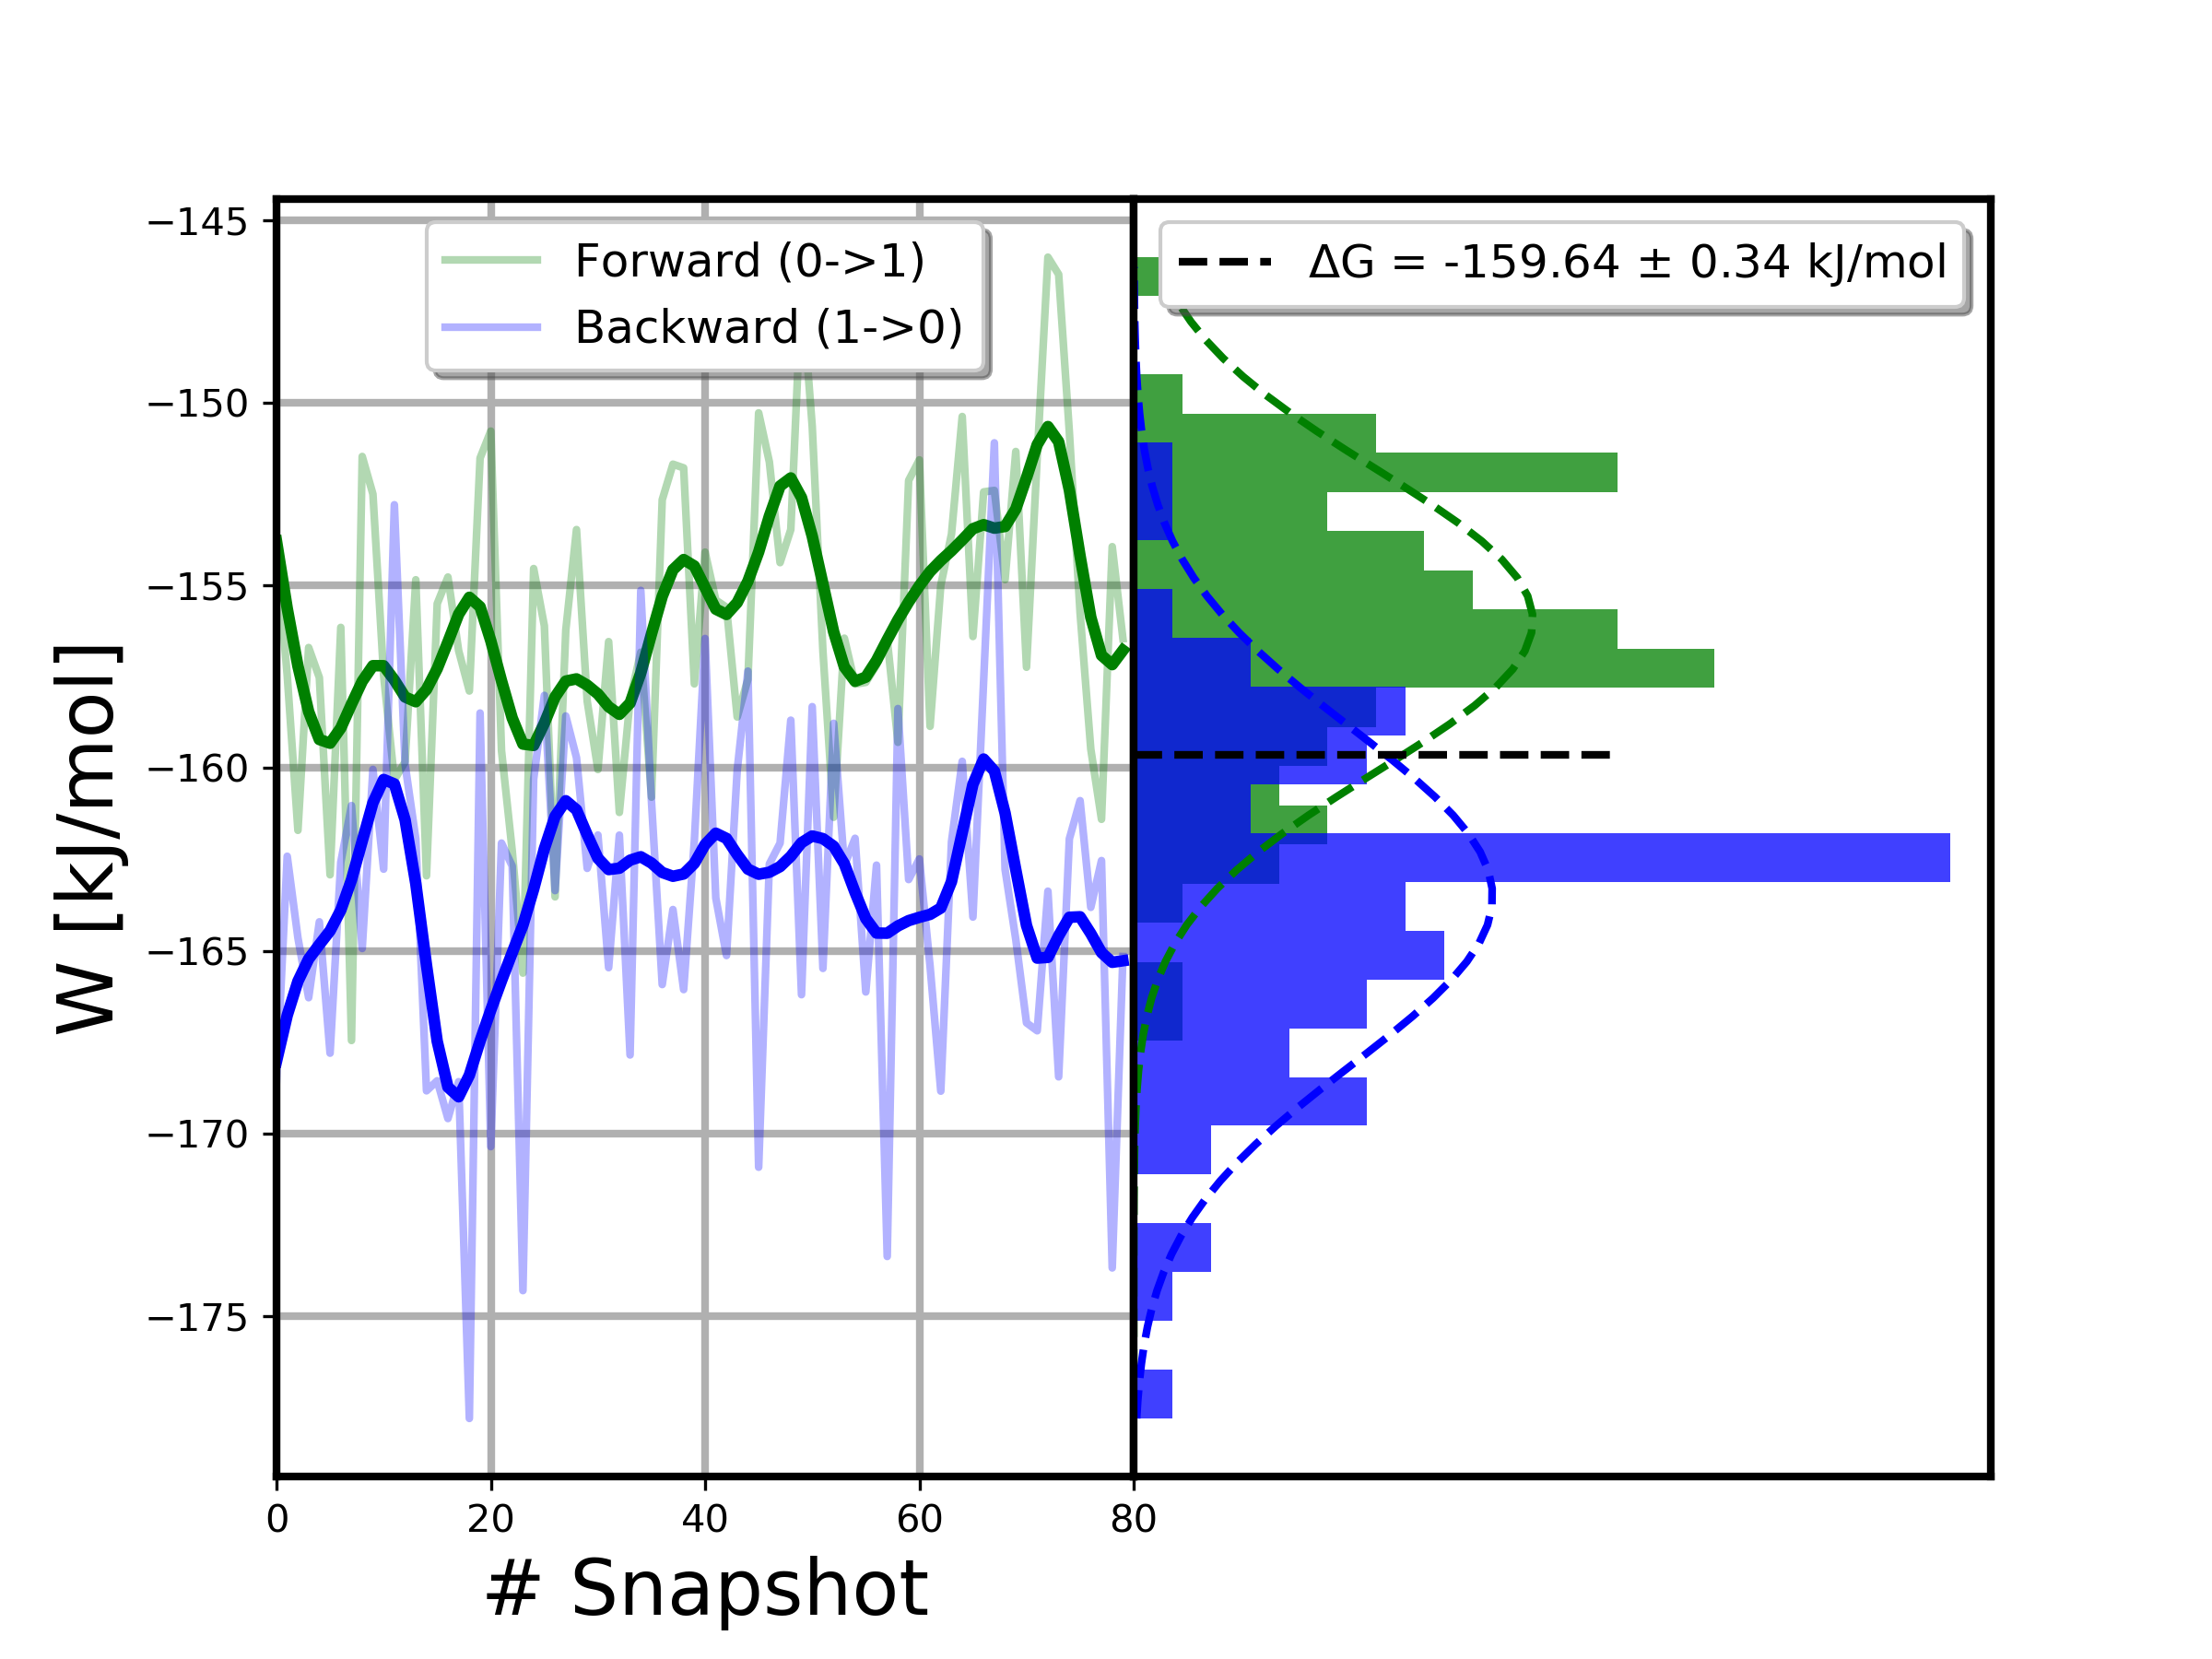 Forward (0->1)
Backward (1->0)
ΔG = -159.64 ± 0.34 kJ/mol
W [kJ/mol]
−145
−150
−155
−160
−165
−170
−175
0 20 40 60 80
# Snapshot